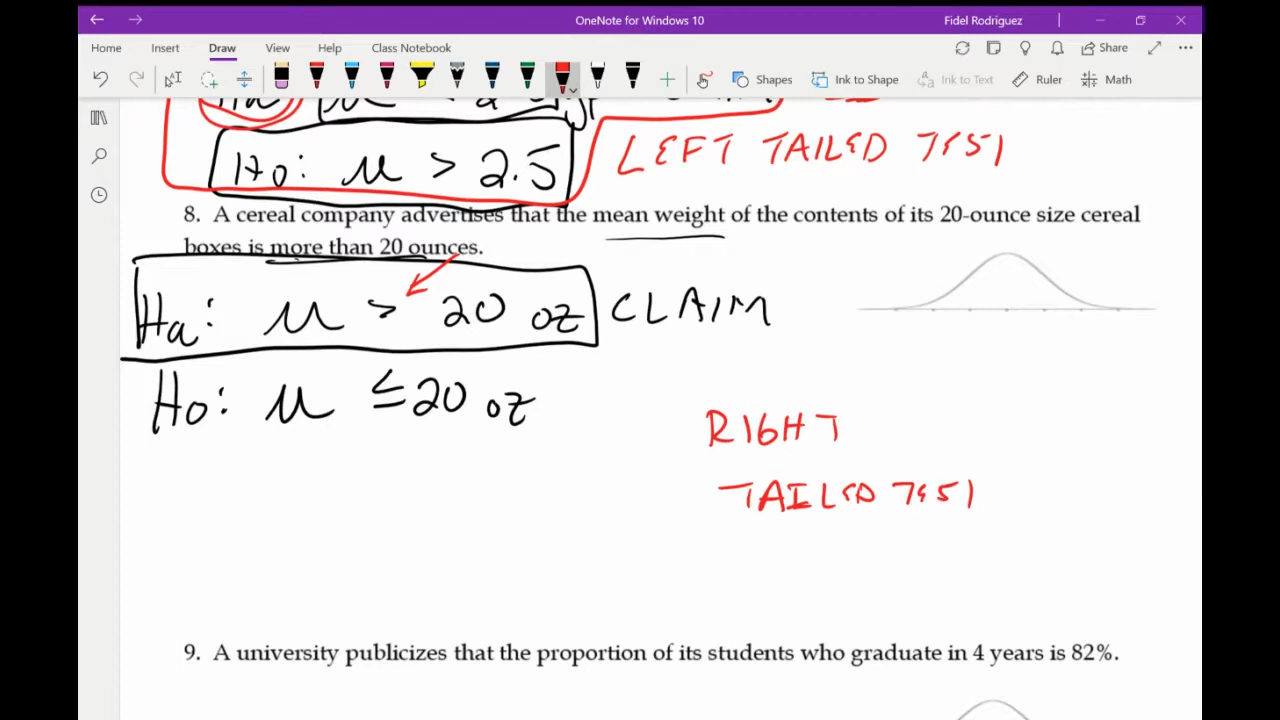 OneNote for Windows 10
Fidel Rodriguez
Home Insert Draw View Help Class Notebook
Share
Shapes Ink to Shape Ink to Text Ruler Math
Ha
Ho: μ > 2.5
LEFT TAILED TEST
8. A cereal company advertises that the mean weight of the contents of its 20-ounce size cereal
boxes is more than 20 ounces.
Ha: μ > 20 oz CLAIM
Ho: μ ≤ 20 oz
RIGHT
TAILED TEST
9. A university publicizes that the proportion of its students who graduate in 4 years is 82%.